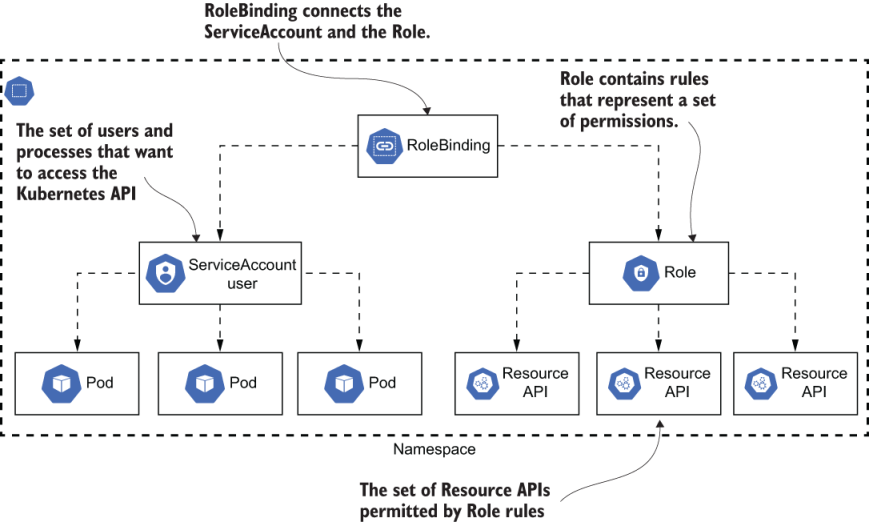 RoleBinding connects the
ServiceAccount and the Role.
Role contains rules
that represent a set
of permissions.
The set of users and
processes that want
to access the
Kubernetes API
RoleBinding
ServiceAccount
user
Role
Pod
Pod
Pod
Resource
API
Resource
API
Resource
API
Namespace
The set of Resource APIs
permitted by Role rules